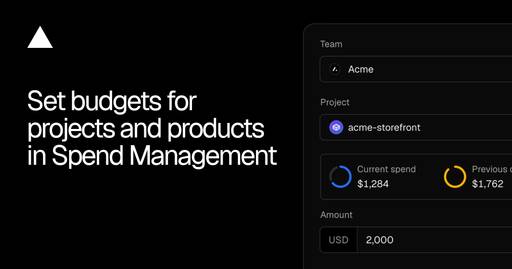 Set budgets for
projects and products
in Spend Management
Team
Acme
Project
acme-storefront
Current spend
$1,284
Previous
$1,762
Amount
USD 2,000